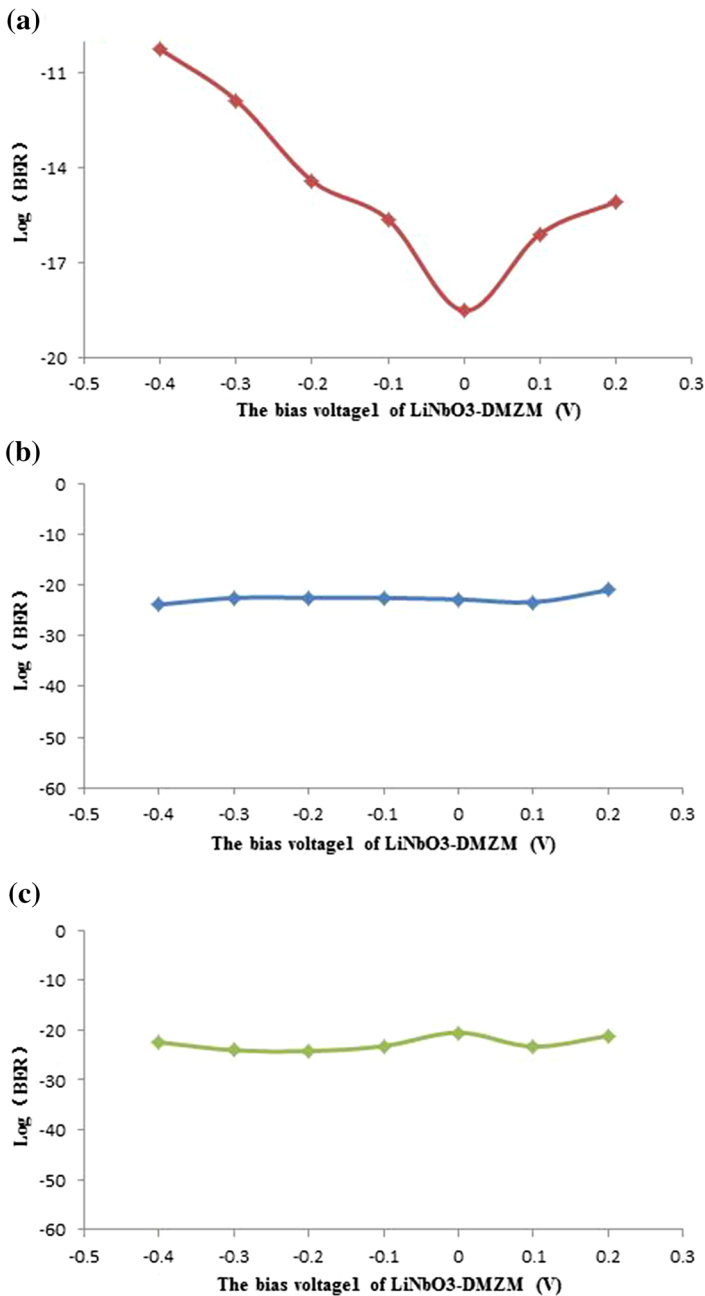 (a)
-11
-14
-17
-20
Log (BER)
-0.5 -0.4 -0.3 -0.2 -0.1 0 0.1 0.2 0.3
The bias voltage1 of LiNbO3-DMZM (V)
(b)
0
-10
-20
-30
-40
-50
-60
Log (BER)
-0.5 -0.4 -0.3 -0.2 -0.1 0 0.1 0.2 0.3
The bias voltage1 of LiNbO3-DMZM (V)
(c)
0
-10
-20
-30
-40
-50
-60
Log (BER)
-0.5 -0.4 -0.3 -0.2 -0.1 0 0.1 0.2 0.3
The bias voltage1 of LiNbO3-DMZM (V)